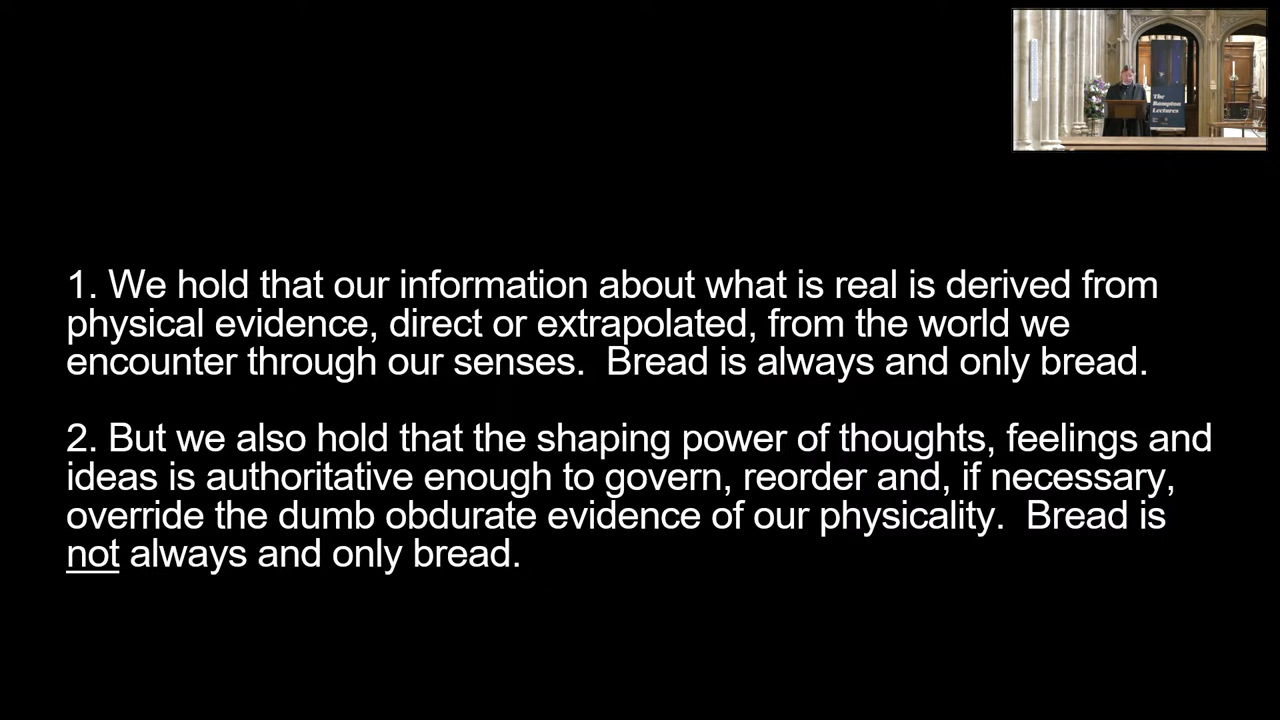 The
Bampton
Lectures
1. We hold that our information about what is real is derived from
physical evidence, direct or extrapolated, from the world we
encounter through our senses.  Bread is always and only bread.
2. But we also hold that the shaping power of thoughts, feelings and
ideas is authoritative enough to govern, reorder and, if necessary,
override the dumb obdurate evidence of our physicality.  Bread is
not always and only bread.